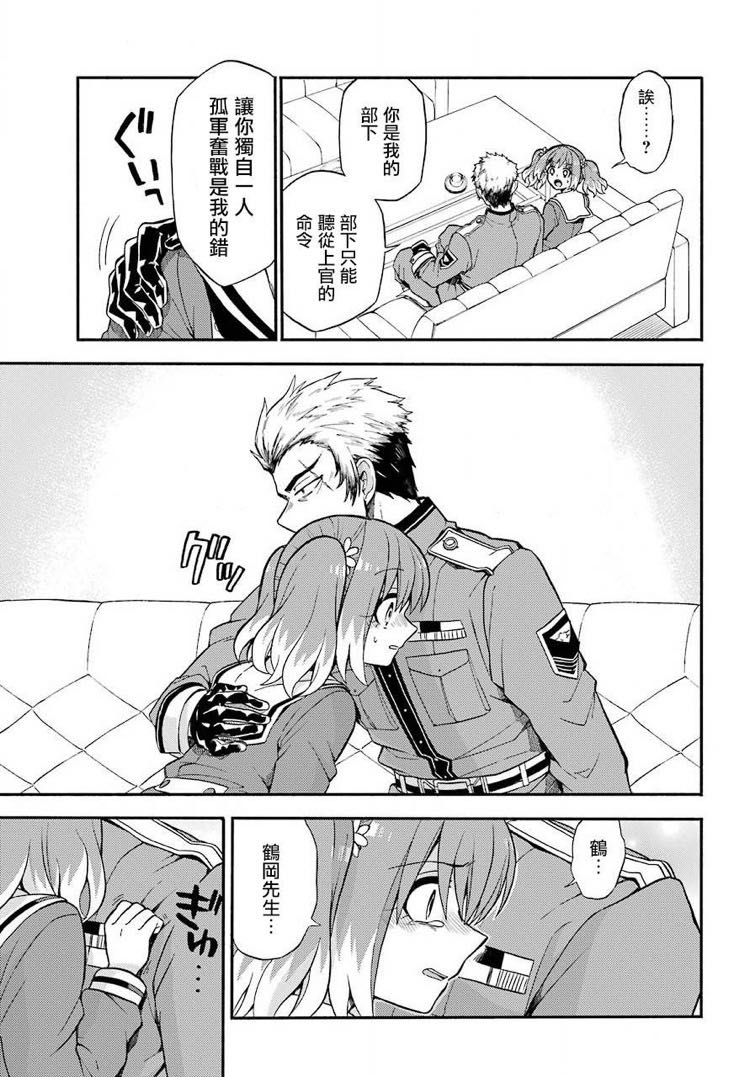 誒……?
你是我的
部下
部下只能
聽從上官的
命令
讓你獨自一人
孤軍奮戰是我的錯
ぐい
グッ
鶴…
鶴岡先生…
ぎゅ…